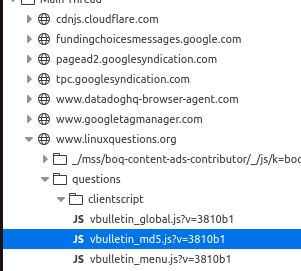 Main Thread
cdnjs.cloudflare.com
fundingchoicesmessages.google.com
pagead2.googlesyndication.com
tpc.googlesyndication.com
www.datadoghq-browser-agent.com
www.googletagmanager.com
www.linuxquestions.org
_/mss/boq-content-ads-contributor/_/js/k=boq
questions
clientscript
JS vbulletin_global.js?v=3810b1
JS vbulletin_md5.js?v=3810b1
JS vbulletin_menu.js?v=3810b1